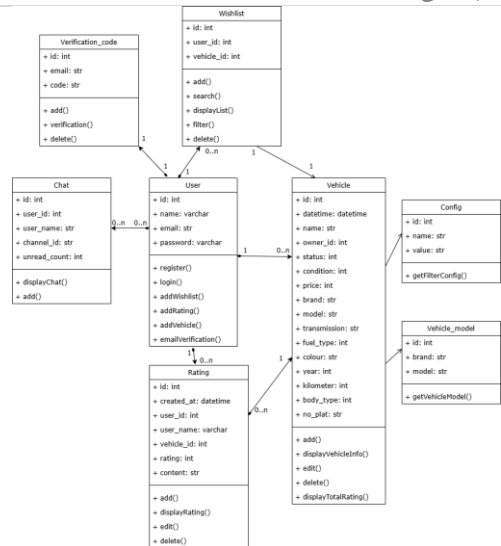 Wishlist
+ id: int
+ user_id: int
+ vehicle_id: int
+ add()
+ search()
+ displayList()
+ filter()
+ delete()
Verification_code
+ id: int
+ email: str
+ code: str
+ add()
+ verification()
+ delete()
1
1
1
0..n
1
1
Chat
+ id: int
+ user_id: int
+ user_name: str
+ channel_id: str
+ unread_count: int
+ displayChat()
+ add()
0..n
0..n
User
+ id: int
+ name: varchar
+ email: str
+ password: varchar
+ register()
+ login()
+ addWishlist()
+ addRating()
+ addVehicle()
+ emailVerification()
1
0..n
Vehicle
+ id: int
+ datetime: datetime
+ name: str
+ owner_id: int
+ status: int
+ condition: int
+ price: int
+ brand: str
+ model: str
+ transmission: str
+ fuel_type: int
+ colour: str
+ year: int
+ kilometer: int
+ body_type: int
+ no_plat: str
+ add()
+ displayVehicleInfo()
+ edit()
+ delete()
+ displayTotalRating()
Config
+ id: int
+ name: str
+ value: str
+ getFilterConfig()
Vehicle_model
+ id: int
+ brand: str
+ model: str
+ getVehicleModel()
1
0..n
1
0..n
Rating
+ id: int
+ created_at: datetime
+ user_id: int
+ user_name: varchar
+ vehicle_id: int
+ rating: int
+ content: str
+ add()
+ displayRating()
+ edit()
+ delete()